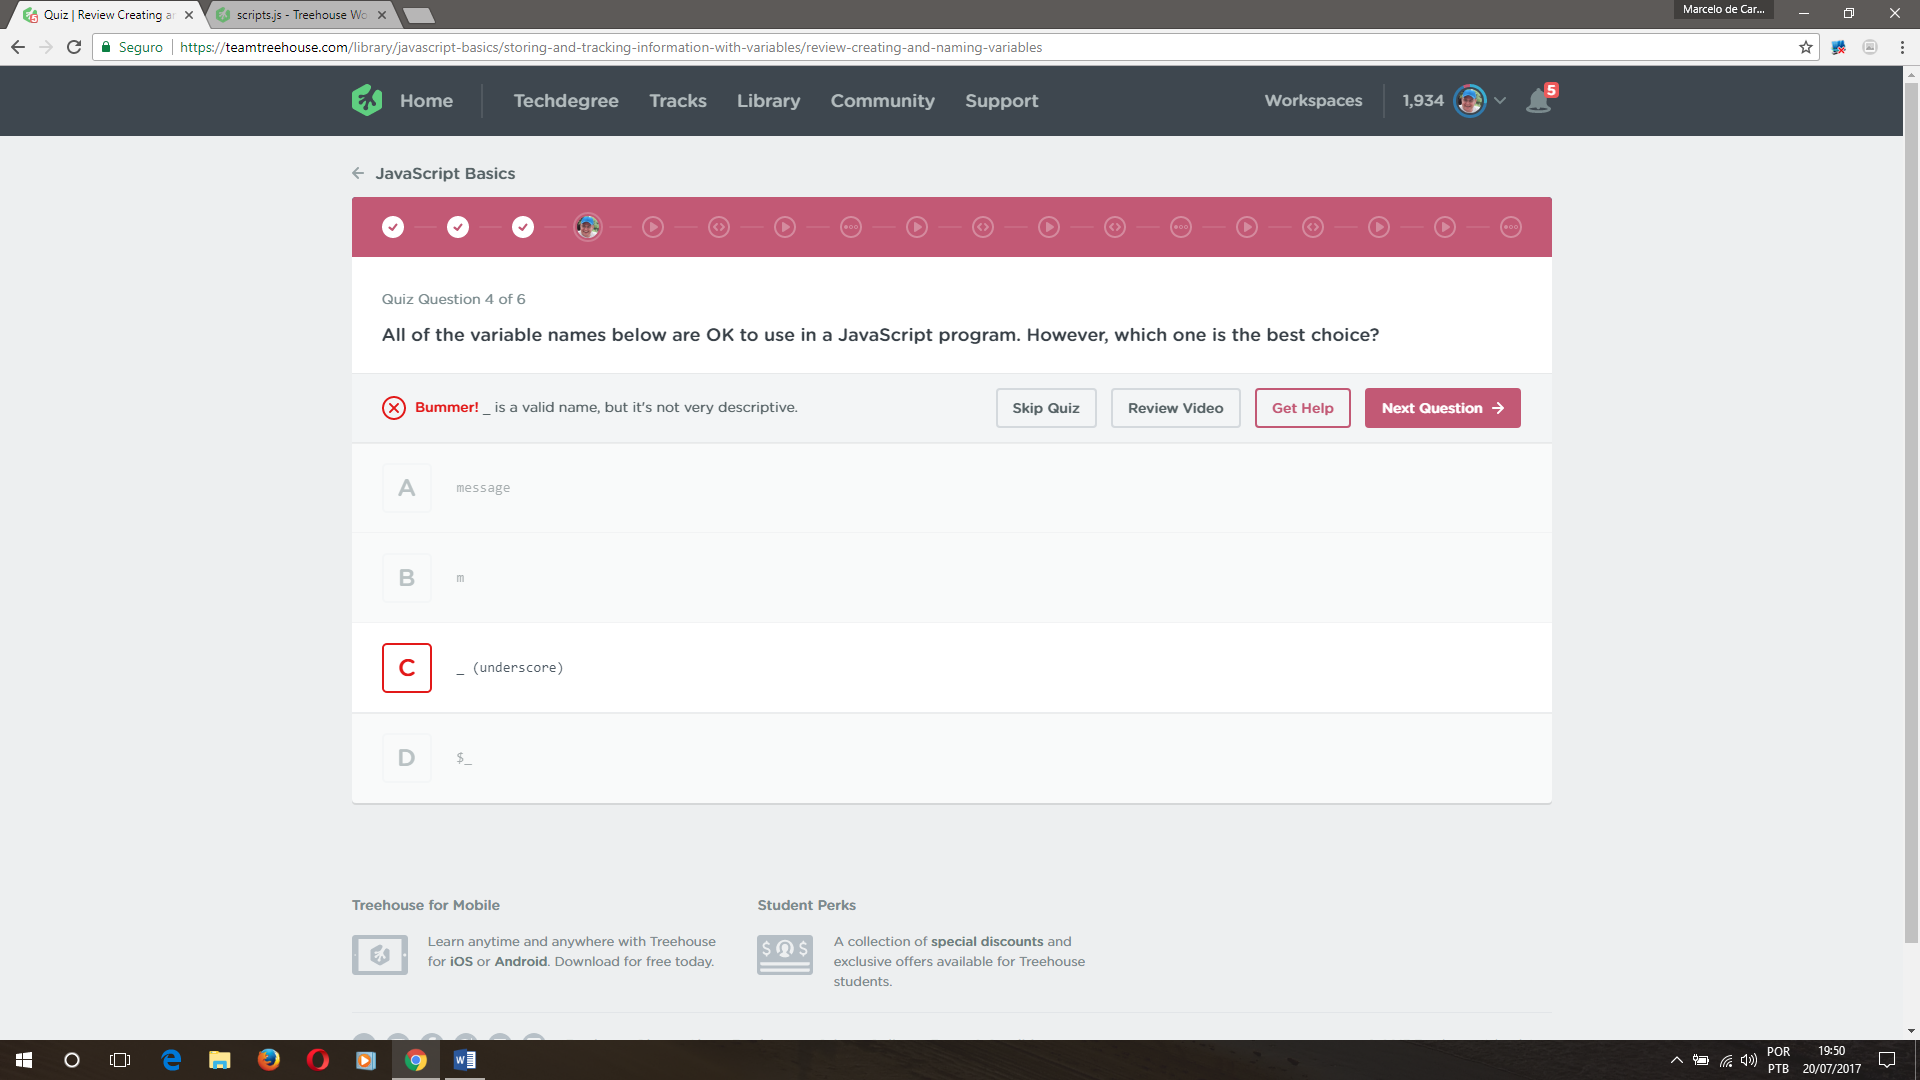 Quiz | Review Creating a
scripts.js - Treehouse Wo
Marcelo de Car...
Seguro
https://teamtreehouse.com/library/javascript-basics/storing-and-tracking-information-with-variables/review-creating-and-naming-variables
Home Techdegree Tracks Library Community Support Workspaces 1,934 5
JavaScript Basics
Quiz Question 4 of 6
All of the variable names below are OK to use in a JavaScript program. However, which one is the best choice?
Bummer! _ is a valid name, but it's not very descriptive.
Skip Quiz Review Video Get Help Next Question
A message
B m
C _ (underscore)
D $_
Treehouse for Mobile
Learn anytime and anywhere with Treehouse
for iOS or Android. Download for free today.
Student Perks
A collection of special discounts and
exclusive offers available for Treehouse
students.
POR
PTB
19:50
20/07/2017